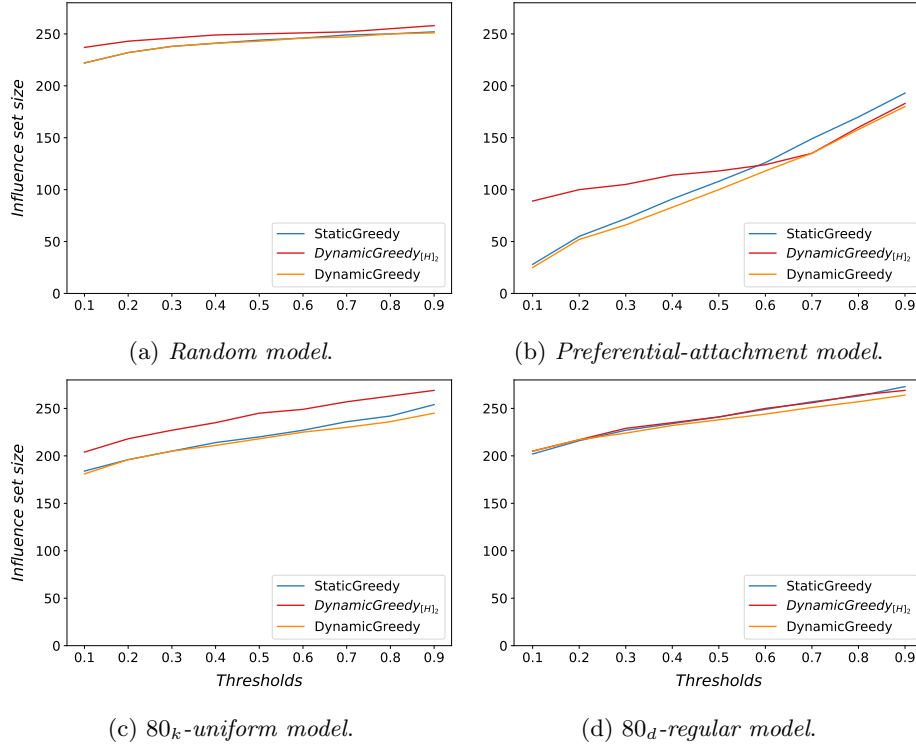 250
200
150
100
50
0
Influence set size
0.1 0.2 0.3 0.4 0.5 0.6 0.7 0.8 0.9
StaticGreedy
DynamicGreedy[H]2
DynamicGreedy
(a) Random model.
250
200
150
100
50
0
0.1 0.2 0.3 0.4 0.5 0.6 0.7 0.8 0.9
StaticGreedy
DynamicGreedy[H]2
DynamicGreedy
(b) Preferential-attachment model.
250
200
150
100
50
0
Influence set size
0.1 0.2 0.3 0.4 0.5 0.6 0.7 0.8 0.9
Thresholds
StaticGreedy
DynamicGreedy[H]2
DynamicGreedy
(c) 80k-uniform model.
250
200
150
100
50
0
0.1 0.2 0.3 0.4 0.5 0.6 0.7 0.8 0.9
Thresholds
StaticGreedy
DynamicGreedy[H]2
DynamicGreedy
(d) 80d-regular model.